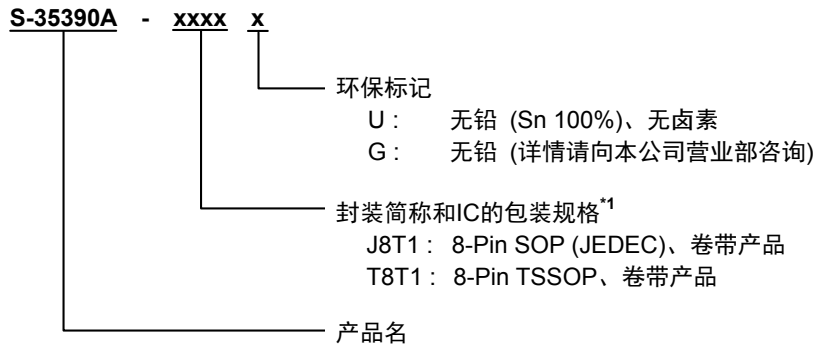 S-35390A - xxxx x
环保标记
U : 无铅 (Sn 100%)、无卤素
G : 无铅 (详情请向本公司营业部咨询)
封装简称和IC的包装规格*1
J8T1 : 8-Pin SOP (JEDEC)、卷带产品
T8T1 : 8-Pin TSSOP、卷带产品
产品名